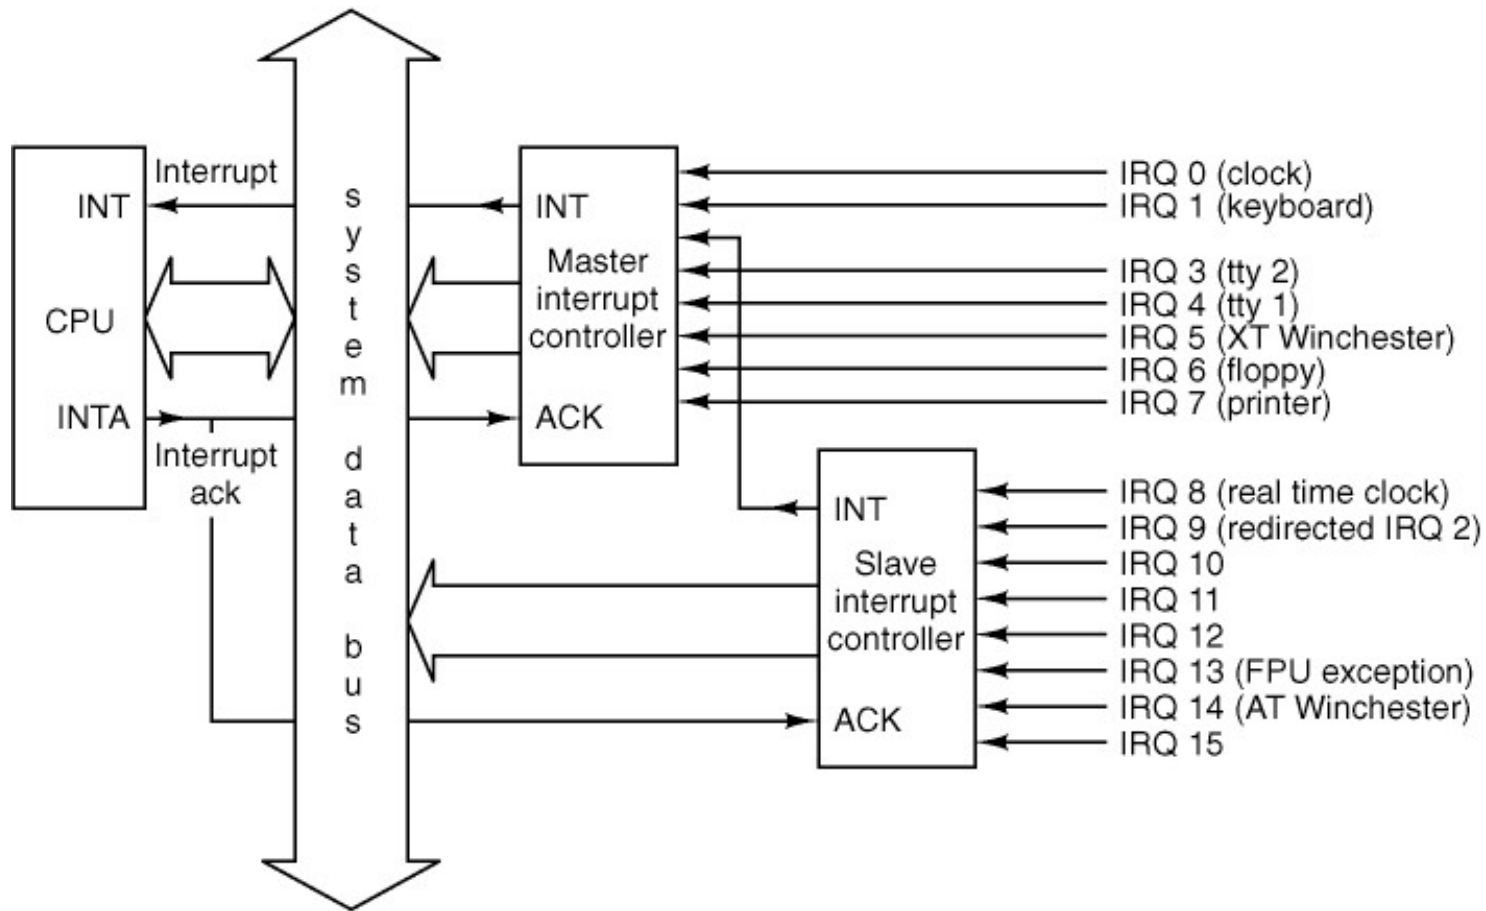 Interrupt
INT
CPU
INTA
Interrupt
ack
system data bus
INT
Master
interrupt
controller
ACK
IRQ 0 (clock)
IRQ 1 (keyboard)
IRQ 3 (tty 2)
IRQ 4 (tty 1)
IRQ 5 (XT Winchester)
IRQ 6 (floppy)
IRQ 7 (printer)
INT
Slave
interrupt
controller
ACK
IRQ 8 (real time clock)
IRQ 9 (redirected IRQ 2)
IRQ 10
IRQ 11
IRQ 12
IRQ 13 (FPU exception)
IRQ 14 (AT Winchester)
IRQ 15